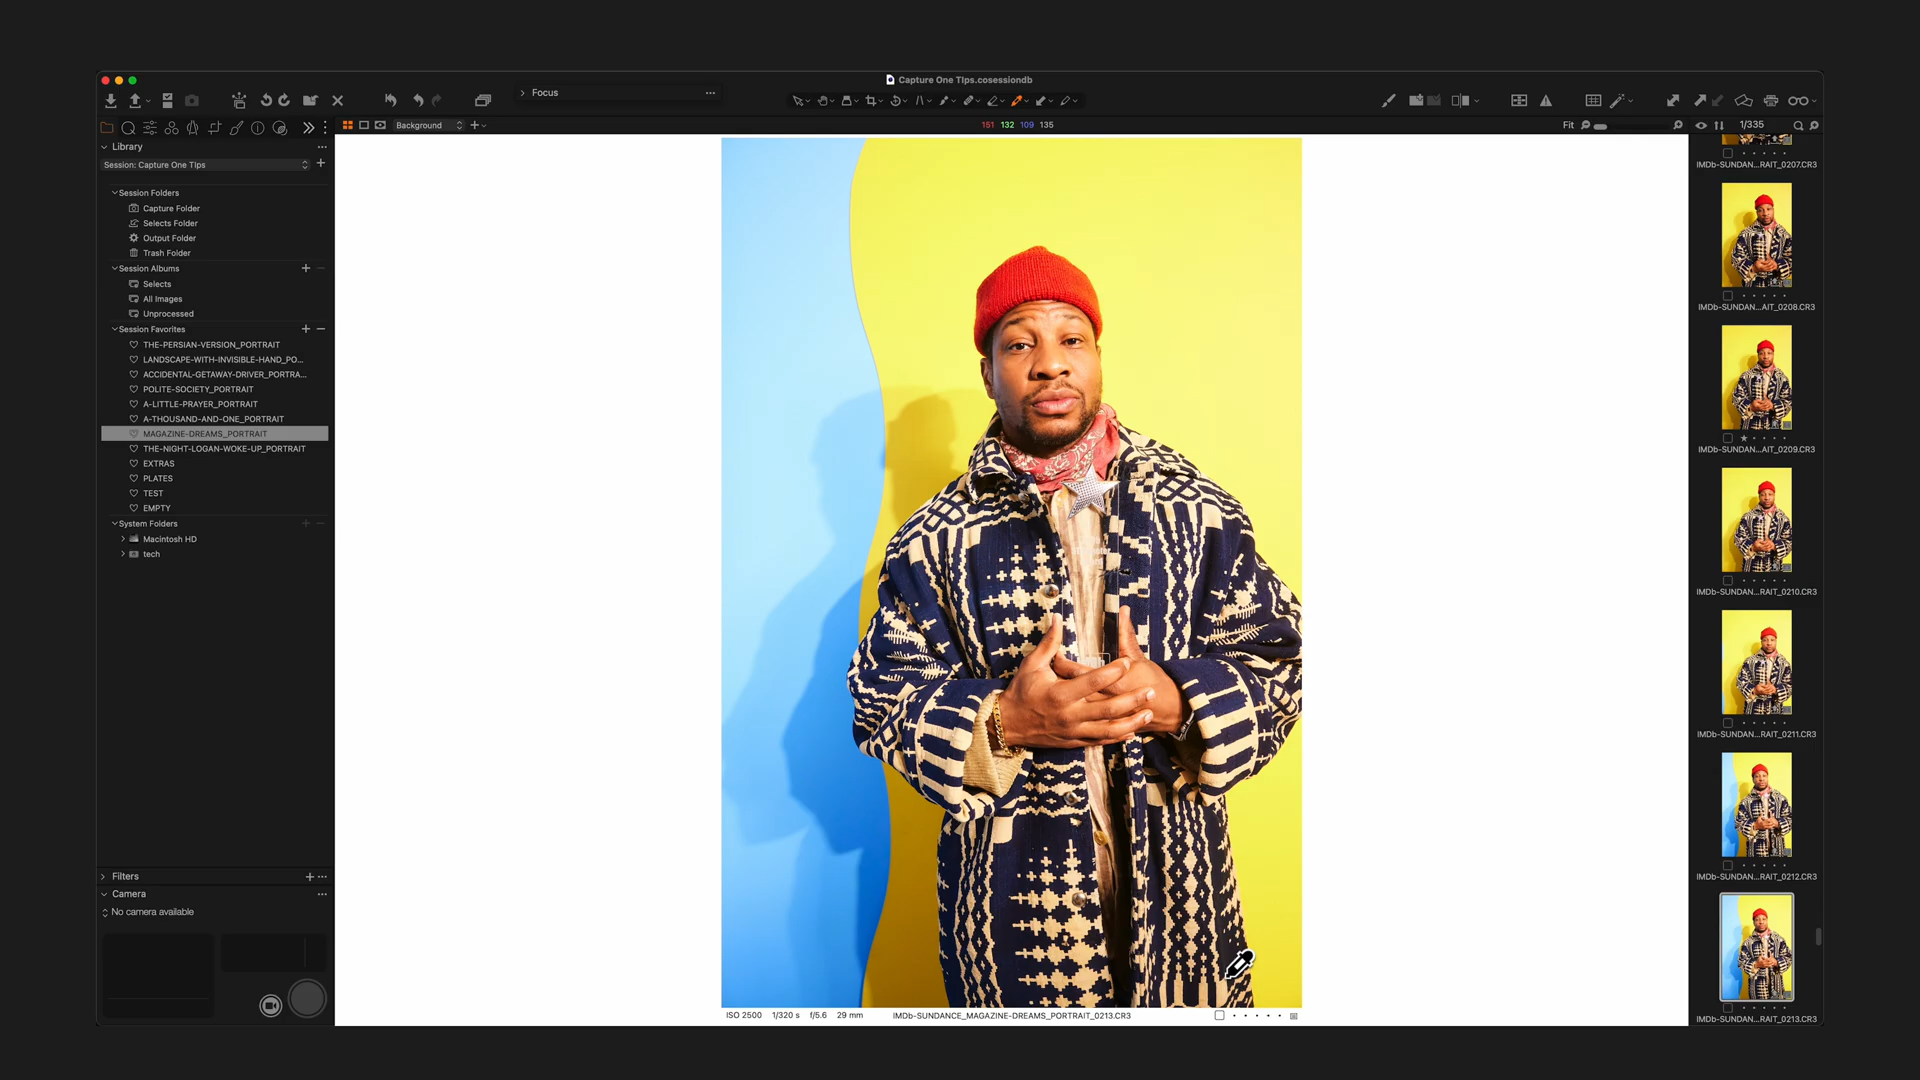 Capture One TIps.cosessiondb
Focus
Background
151 132 109 135
Fit
1/335
Library
Session: Capture One TIps
Session Folders
Capture Folder
Selects Folder
Output Folder
Trash Folder
Session Albums
Selects
All Images
Unprocessed
Session Favorites
THE-PERSIAN-VERSION_PORTRAIT
LANDSCAPE-WITH-INVISIBLE-HAND_PO...
ACCIDENTAL-GETAWAY-DRIVER_PORTRA...
POLITE-SOCIETY_PORTRAIT
A-LITTLE-PRAYER_PORTRAIT
A-THOUSAND-AND-ONE_PORTRAIT
MAGAZINE-DREAMS_PORTRAIT
THE-NIGHT-LOGAN-WOKE-UP_PORTRAIT
EXTRAS
PLATES
TEST
EMPTY
System Folders
Macintosh HD
tech
Filters
Camera
No camera available
ISO 2500 1/320 s f/5.6 29 mm
IMDb-SUNDANCE_MAGAZINE-DREAMS_PORTRAIT_0213.CR3
IMDb-SUNDAN...RAIT_0207.CR3
IMDb-SUNDAN...AIT_0208.CR3
IMDb-SUNDAN...AIT_0209.CR3
IMDb-SUNDAN...RAIT_0210.CR3
IMDb-SUNDAN...RAIT_0211.CR3
IMDb-SUNDAN...RAIT_0212.CR3
IMDb-SUNDAN...RAIT_0213.CR3